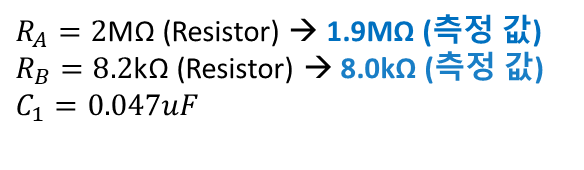 R_A = 2MΩ (Resistor) → 1.9MΩ (측정 값)
R_B = 8.2kΩ (Resistor) → 8.0kΩ (측정 값)
C_1 = 0.047uF